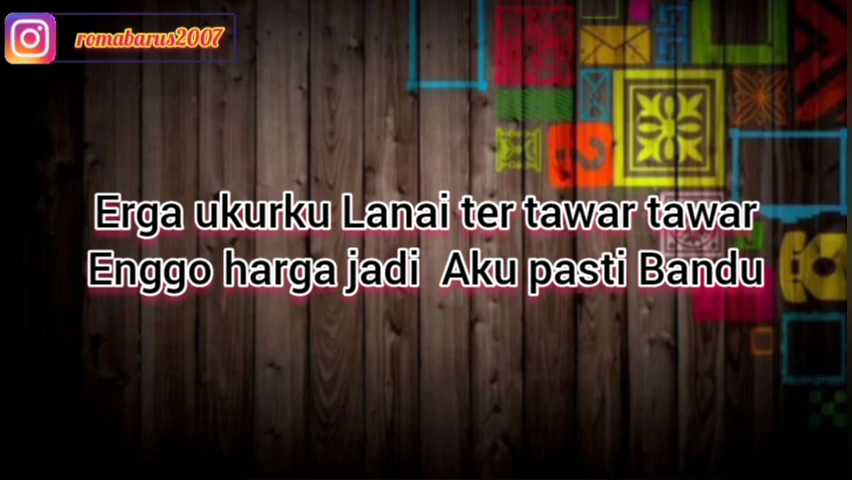 romabarus2007
Erga ukurku Lanai ter tawar tawar
Enggo harga jadi Aku pasti Bandu